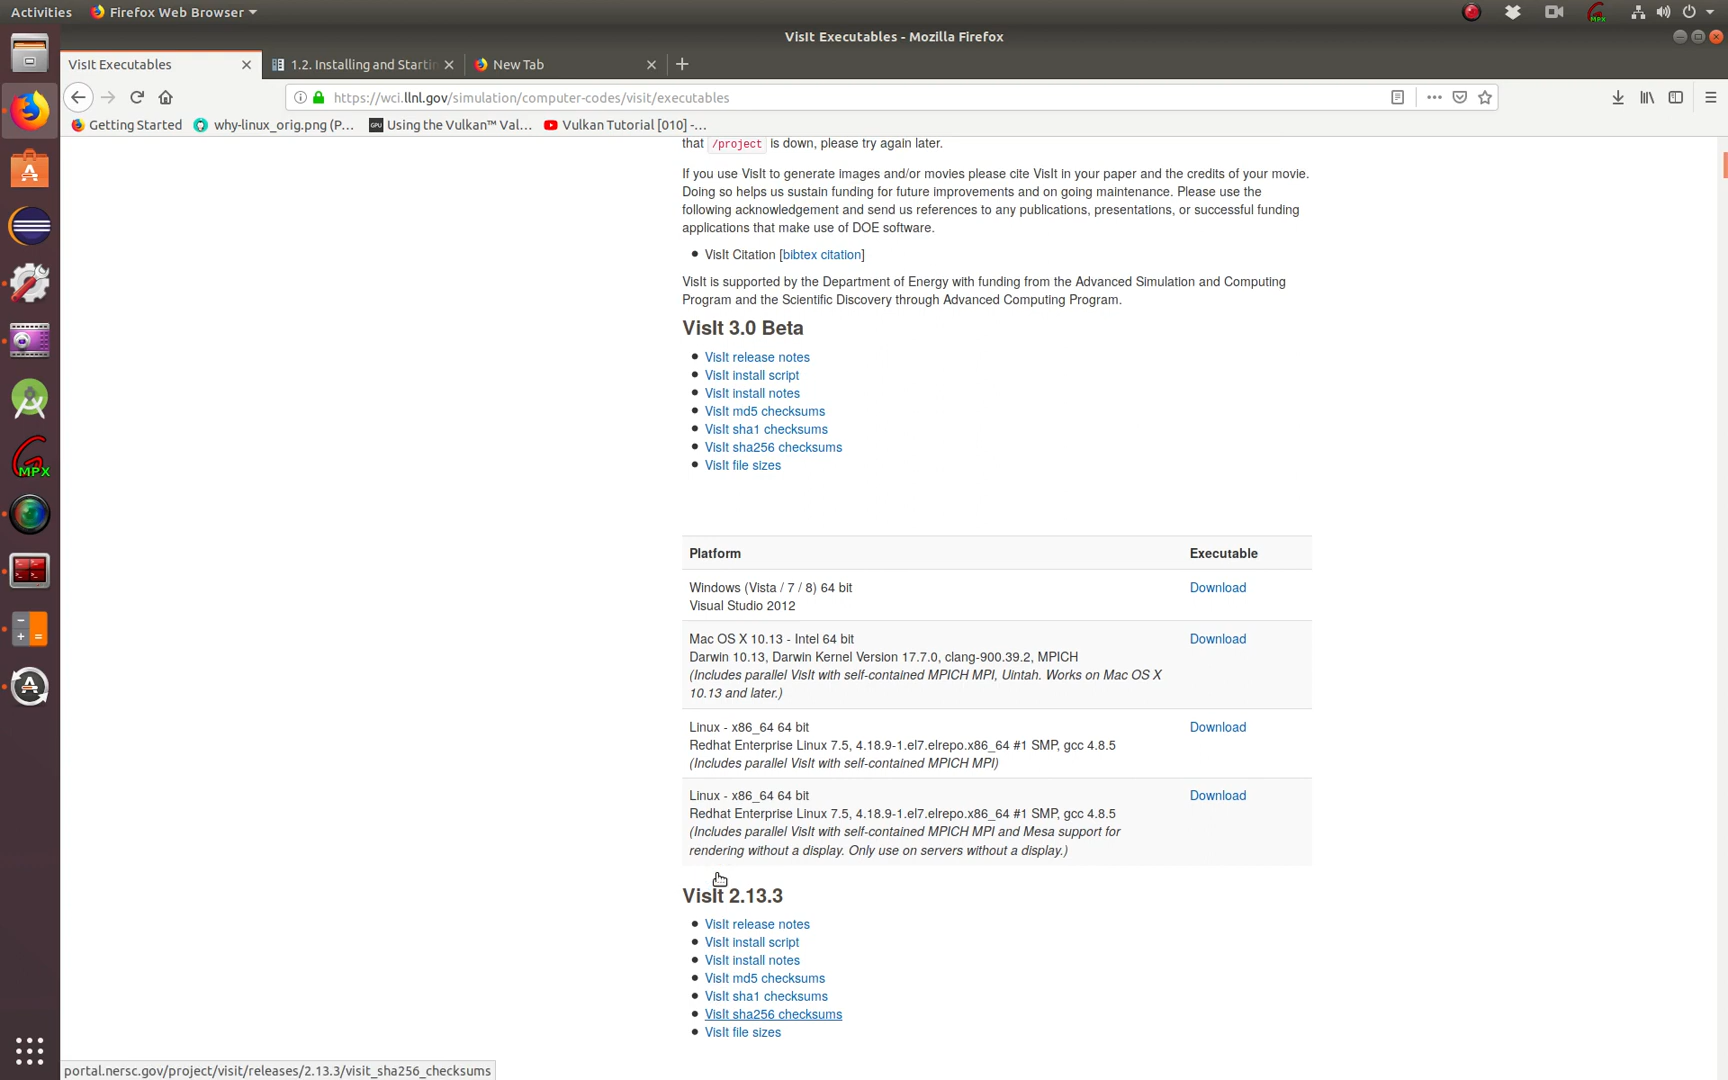 Activities
Firefox Web Browser
VisIt Executables - Mozilla Firefox
VisIt Executables
1.2. Installing and Startin
New Tab
https://wci.llnl.gov/simulation/computer-codes/visit/executables
Getting Started
why-linux_orig.png (P...
Using the Vulkan™ Val...
Vulkan Tutorial [010] -...
that /project is down, please try again later.
If you use VisIt to generate images and/or movies please cite VisIt in your paper and the credits of your movie.
Doing so helps us sustain funding for future improvements and on going maintenance. Please use the
following acknowledgement and send us references to any publications, presentations, or successful funding
applications that make use of DOE software.
VisIt Citation [bibtex citation]
VisIt is supported by the Department of Energy with funding from the Advanced Simulation and Computing
Program and the Scientific Discovery through Advanced Computing Program.
VisIt 3.0 Beta
VisIt release notes
VisIt install script
VisIt install notes
VisIt md5 checksums
VisIt sha1 checksums
VisIt sha256 checksums
VisIt file sizes
Platform Executable
Windows (Vista / 7 / 8) 64 bit Download
Visual Studio 2012
Mac OS X 10.13 - Intel 64 bit Download
Darwin 10.13, Darwin Kernel Version 17.7.0, clang-900.39.2, MPICH
(Includes parallel VisIt with self-contained MPICH MPI, Uintah. Works on Mac OS X
10.13 and later.)
Linux - x86_64 64 bit Download
Redhat Enterprise Linux 7.5, 4.18.9-1.el7.elrepo.x86_64 #1 SMP, gcc 4.8.5
(Includes parallel VisIt with self-contained MPICH MPI)
Linux - x86_64 64 bit Download
Redhat Enterprise Linux 7.5, 4.18.9-1.el7.elrepo.x86_64 #1 SMP, gcc 4.8.5
(Includes parallel VisIt with self-contained MPICH MPI and Mesa support for
rendering without a display. Only use on servers without a display.)
VisIt 2.13.3
VisIt release notes
VisIt install script
VisIt install notes
VisIt md5 checksums
VisIt sha1 checksums
VisIt sha256 checksums
VisIt file sizes
portal.nersc.gov/project/visit/releases/2.13.3/visit_sha256_checksums
MPX